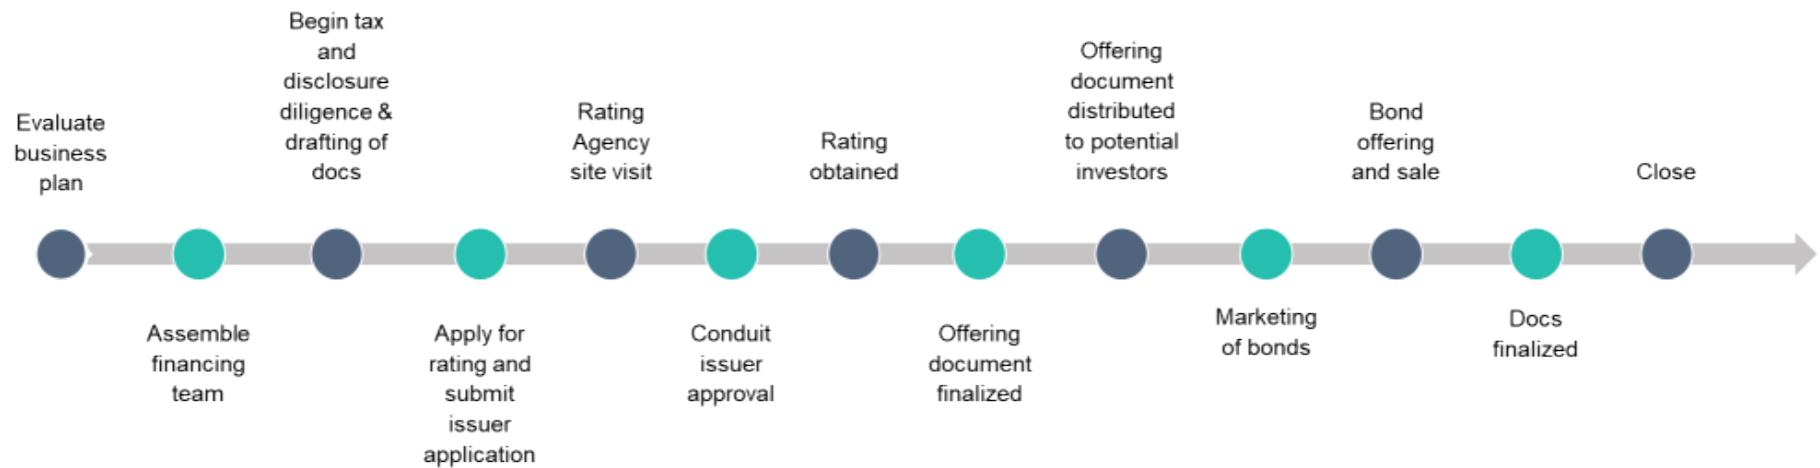 Evaluate
business
plan
Assemble
financing
team
Begin tax
and
disclosure
diligence &
drafting of
docs
Apply for
rating and
submit
issuer
application
Rating
Agency
site visit
Conduit
issuer
approval
Rating
obtained
Offering
document
finalized
Offering
document
distributed
to potential
investors
Marketing
of bonds
Bond
offering
and sale
Docs
finalized
Close